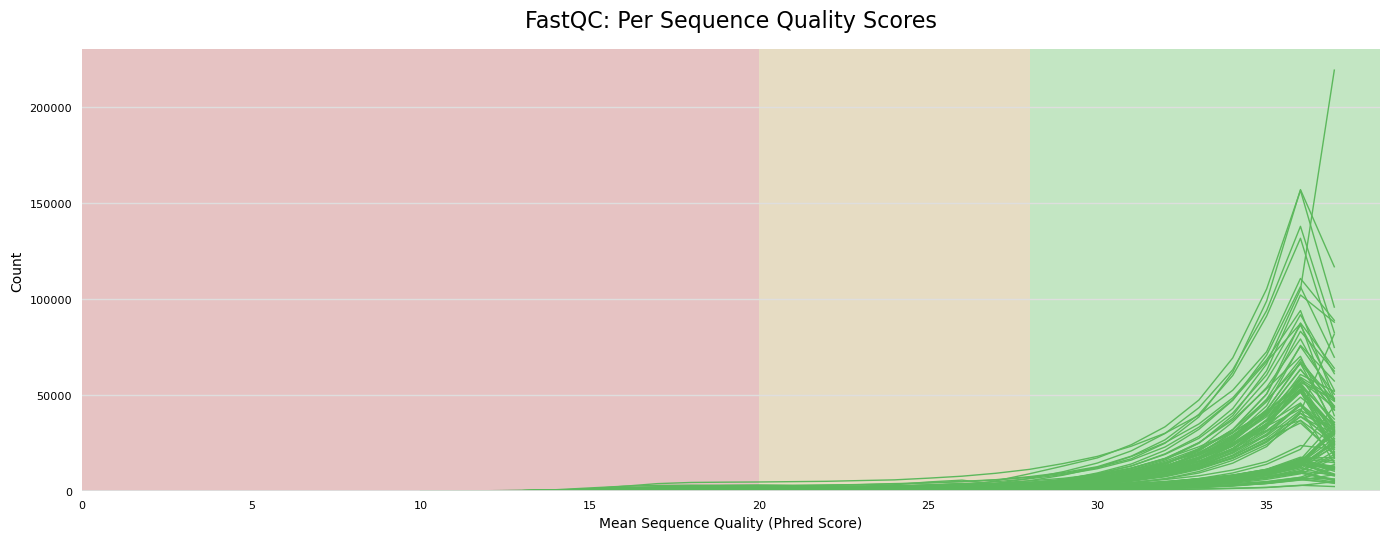 FastQC: Per Sequence Quality Scores
200000
150000
100000
50000
0
Count
0 5 10 15 20 25 30 35
Mean Sequence Quality (Phred Score)